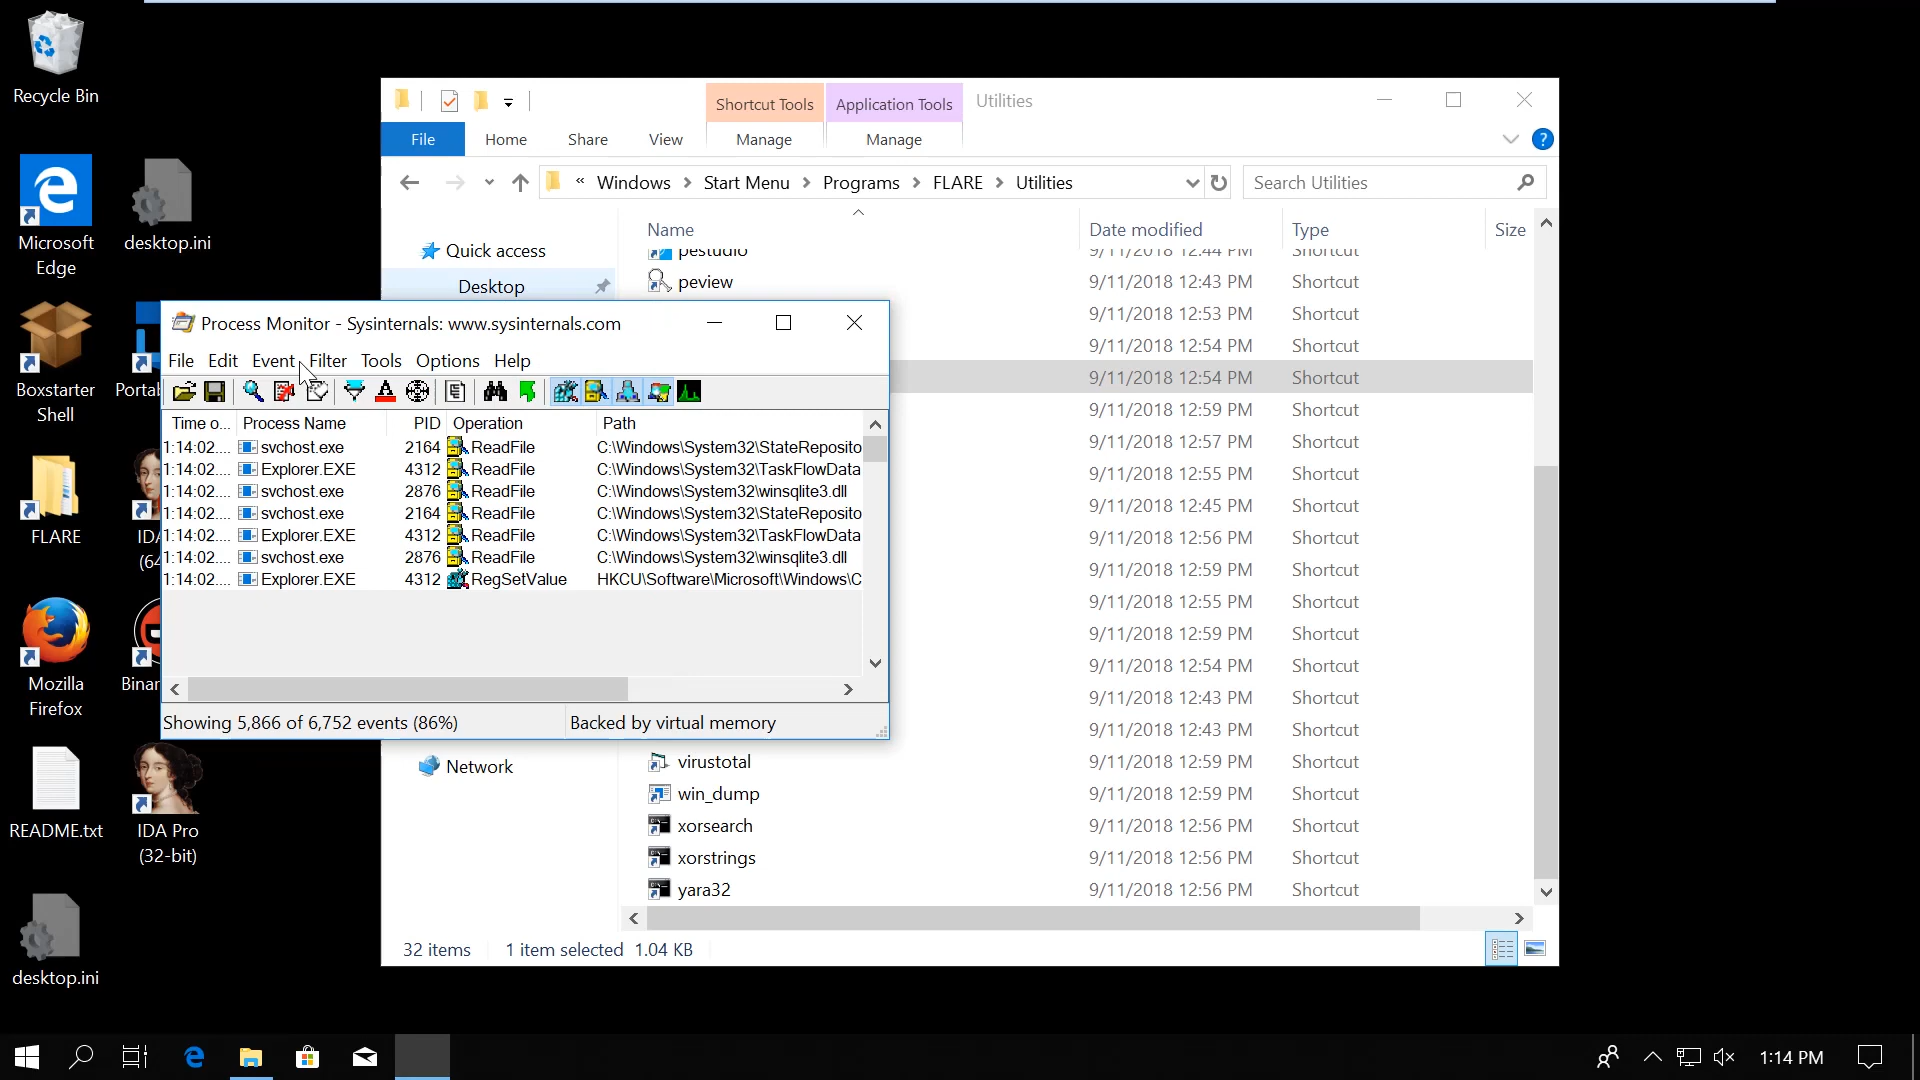 Recycle Bin
Microsoft
Edge
desktop.ini
Boxstarter
Shell
Portab
FLARE
IDA
(64
Mozilla
Firefox
Binar
README.txt
IDA Pro
(32-bit)
desktop.ini
Shortcut Tools
Application Tools
Utilities
File
Home
Share
View
Manage
Manage
?
« Windows > Start Menu > Programs > FLARE > Utilities
Search Utilities
Name
Date modified
Type
Size
Quick access
Desktop
Network
pestudio 9/11/2018 12:44 PM Shortcut
peview 9/11/2018 12:43 PM Shortcut
9/11/2018 12:53 PM Shortcut
9/11/2018 12:54 PM Shortcut
9/11/2018 12:54 PM Shortcut
9/11/2018 12:59 PM Shortcut
9/11/2018 12:57 PM Shortcut
9/11/2018 12:55 PM Shortcut
9/11/2018 12:45 PM Shortcut
9/11/2018 12:56 PM Shortcut
9/11/2018 12:59 PM Shortcut
9/11/2018 12:55 PM Shortcut
9/11/2018 12:59 PM Shortcut
9/11/2018 12:54 PM Shortcut
9/11/2018 12:43 PM Shortcut
9/11/2018 12:43 PM Shortcut
virustotal 9/11/2018 12:59 PM Shortcut
win_dump 9/11/2018 12:59 PM Shortcut
xorsearch 9/11/2018 12:56 PM Shortcut
xorstrings 9/11/2018 12:56 PM Shortcut
yara32 9/11/2018 12:56 PM Shortcut
32 items 1 item selected 1.04 KB
Process Monitor - Sysinternals: www.sysinternals.com
File Edit Event Filter Tools Options Help
Time o... Process Name PID Operation Path
1:14:02.... svchost.exe 2164 ReadFile C:\Windows\System32\StateReposito
1:14:02.... Explorer.EXE 4312 ReadFile C:\Windows\System32\TaskFlowData
1:14:02.... svchost.exe 2876 ReadFile C:\Windows\System32\winsqlite3.dll
1:14:02.... svchost.exe 2164 ReadFile C:\Windows\System32\StateReposito
1:14:02.... Explorer.EXE 4312 ReadFile C:\Windows\System32\TaskFlowData
1:14:02.... svchost.exe 2876 ReadFile C:\Windows\System32\winsqlite3.dll
1:14:02.... Explorer.EXE 4312 RegSetValue HKCU\Software\Microsoft\Windows\C
Showing 5,866 of 6,752 events (86%)
Backed by virtual memory
1:14 PM